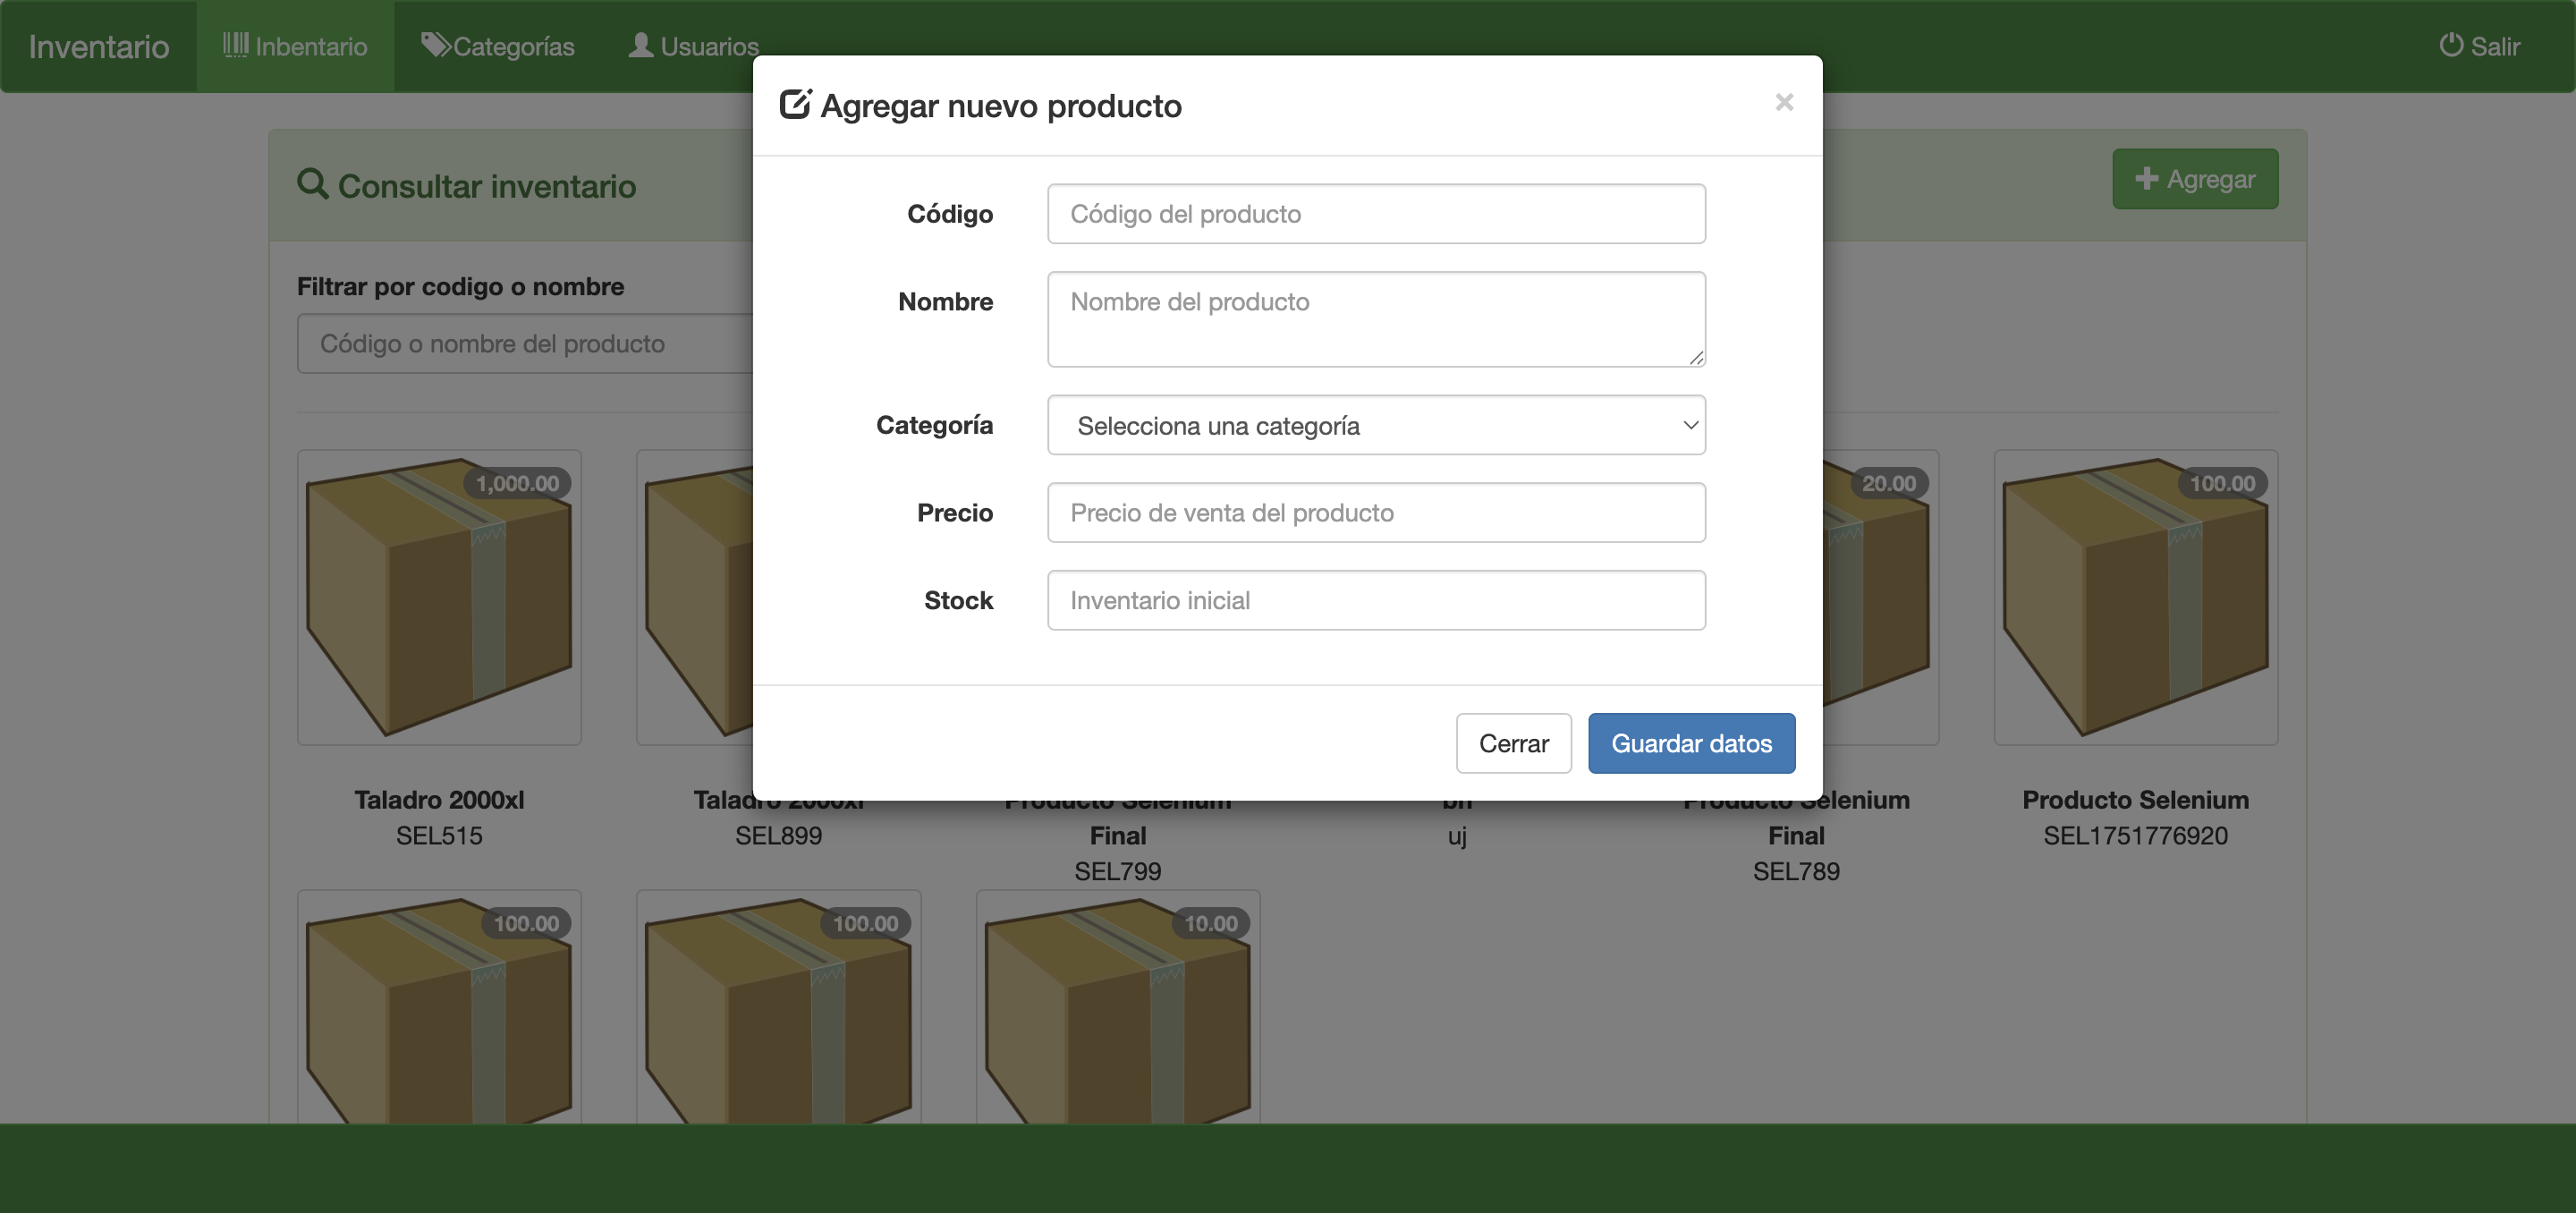 Inventario
Inbentario
Categorías
Usuarios
Salir
Agregar nuevo producto
×
Consultar inventario
Agregar
Código
Código del producto
Filtrar por codigo o nombre
Nombre
Nombre del producto
Código o nombre del producto
Categoría
Selecciona una categoría
1,000.00
20.00
100.00
Precio
Precio de venta del producto
Stock
Inventario inicial
Cerrar
Guardar datos
Taladro 2000xl
SEL515
Taladro 2000xl
SEL899
Producto Selenium
Final
SEL799
uj
Producto Selenium
Final
SEL789
Producto Selenium
SEL1751776920
100.00
100.00
10.00